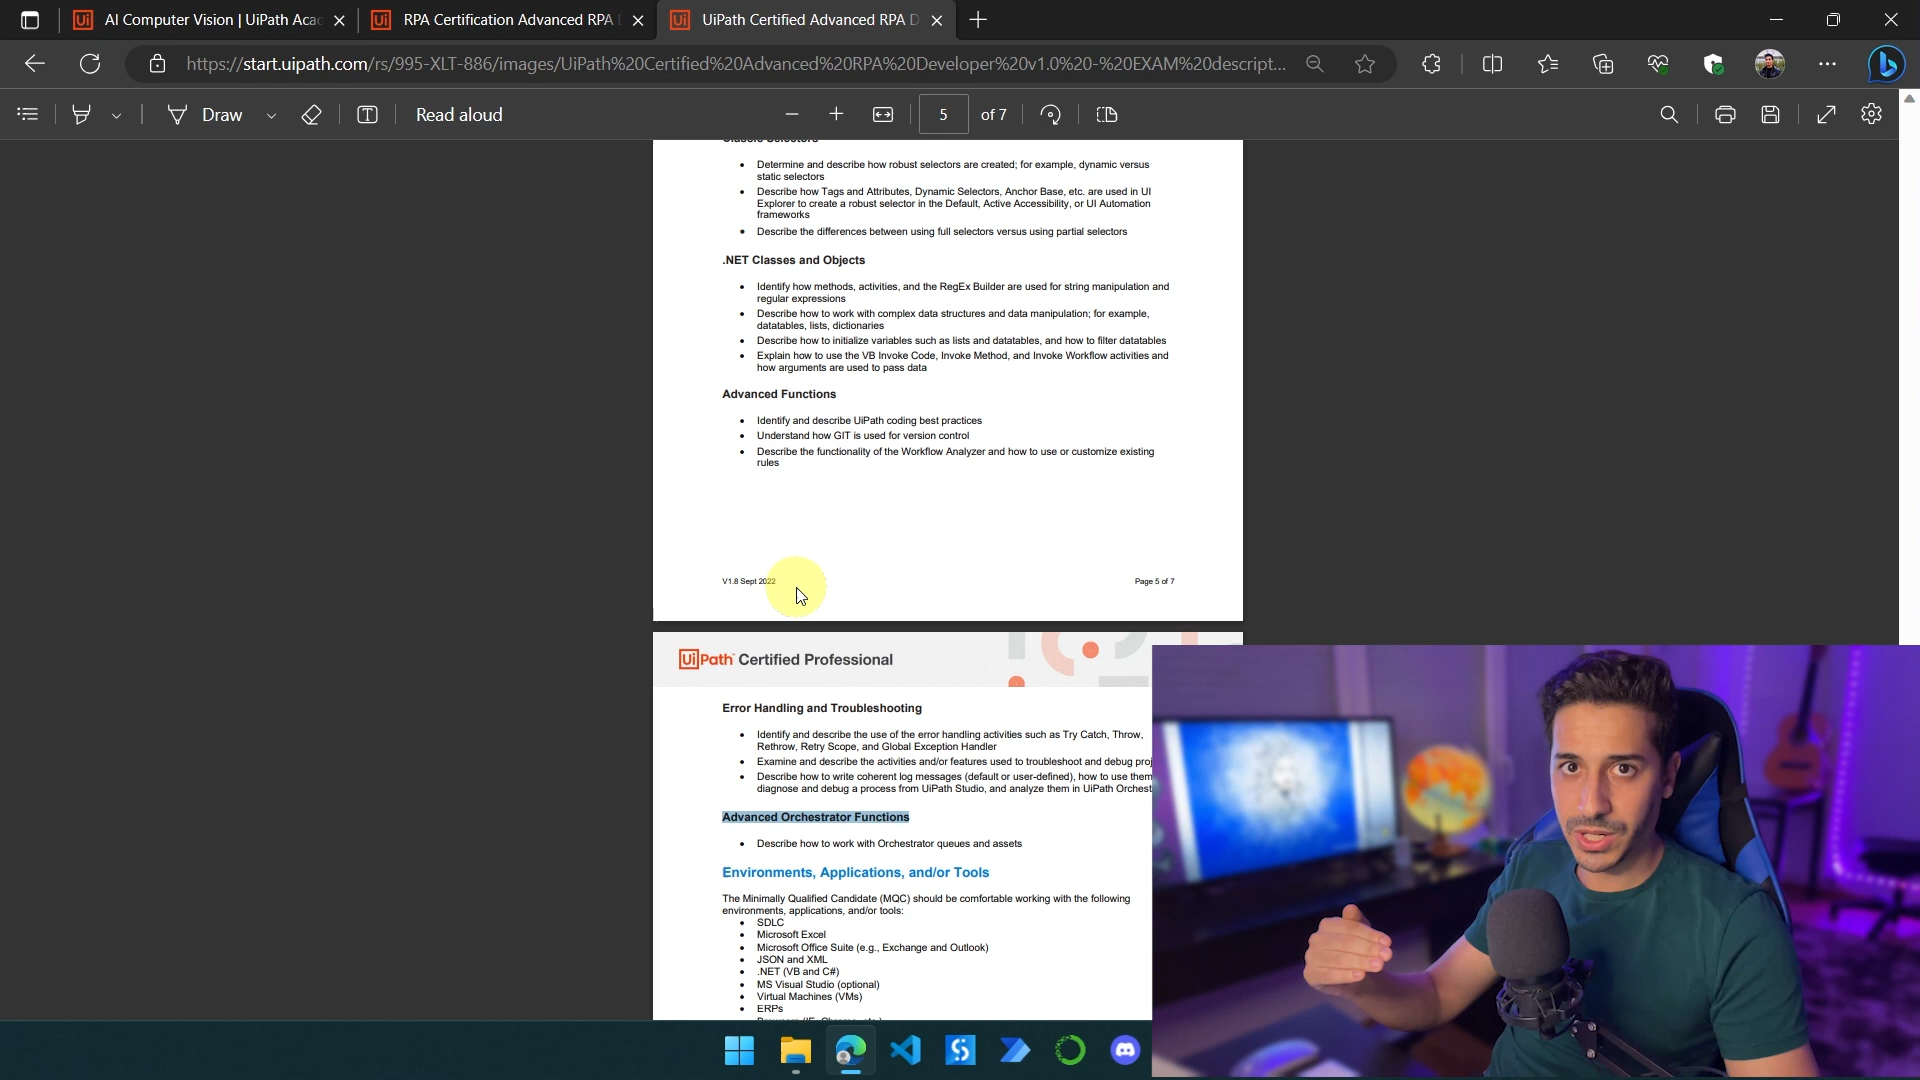 AI Computer Vision | UiPath Aca
RPA Certification Advanced RPA D
UiPath Certified Advanced RPA D
https://start.uipath.com/rs/995-XLT-886/images/UiPath%20Certified%20Advanced%20RPA%20Developer%20v1.0%20-%20EXAM%20descript...
Draw
Read aloud
5
of 7
Determine and describe how robust selectors are created; for example, dynamic versus
static selectors
Describe how Tags and Attributes, Dynamic Selectors, Anchor Base, etc. are used in UI
Explorer to create a robust selector in the Default, Active Accessibility, or UI Automation
frameworks
Describe the differences between using full selectors versus using partial selectors
.NET Classes and Objects
Identify how methods, activities, and the RegEx Builder are used for string manipulation and
regular expressions
Describe how to work with complex data structures and data manipulation; for example,
datatables, lists, dictionaries
Describe how to initialize variables such as lists and datatables, and how to filter datatables
Explain how to use the VB Invoke Code, Invoke Method, and Invoke Workflow activities and
how arguments are used to pass data
Advanced Functions
Identify and describe UiPath coding best practices
Understand how GIT is used for version control
Describe the functionality of the Workflow Analyzer and how to use or customize existing
rules
V1.8 Sept 2022
Page 5 of 7
UiPath Certified Professional
Error Handling and Troubleshooting
Identify and describe the use of the error handling activities such as Try Catch, Throw,
Rethrow, Retry Scope, and Global Exception Handler
Examine and describe the activities and/or features used to troubleshoot and debug proj
Describe how to write coherent log messages (default or user-defined), how to use them
diagnose and debug a process from UiPath Studio, and analyze them in UiPath Orchest
Advanced Orchestrator Functions
Describe how to work with Orchestrator queues and assets
Environments, Applications, and/or Tools
The Minimally Qualified Candidate (MQC) should be comfortable working with the following
environments, applications, and/or tools:
SDLC
Microsoft Excel
Microsoft Office Suite (e.g., Exchange and Outlook)
JSON and XML
.NET (VB and C#)
MS Visual Studio (optional)
Virtual Machines (VMs)
ERPs